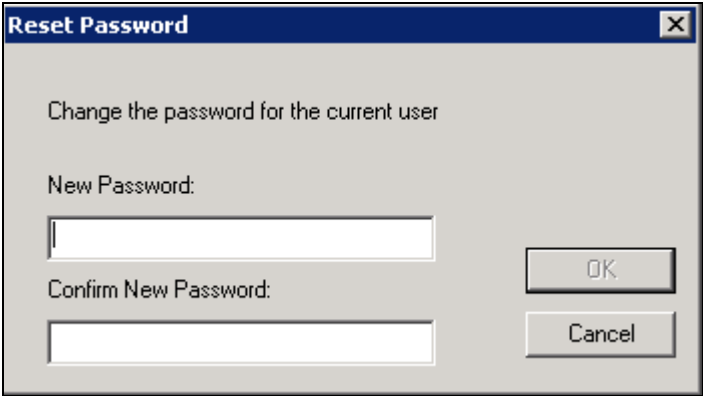 Reset Password
Change the password for the current user
New Password:
Confirm New Password:
OK
Cancel